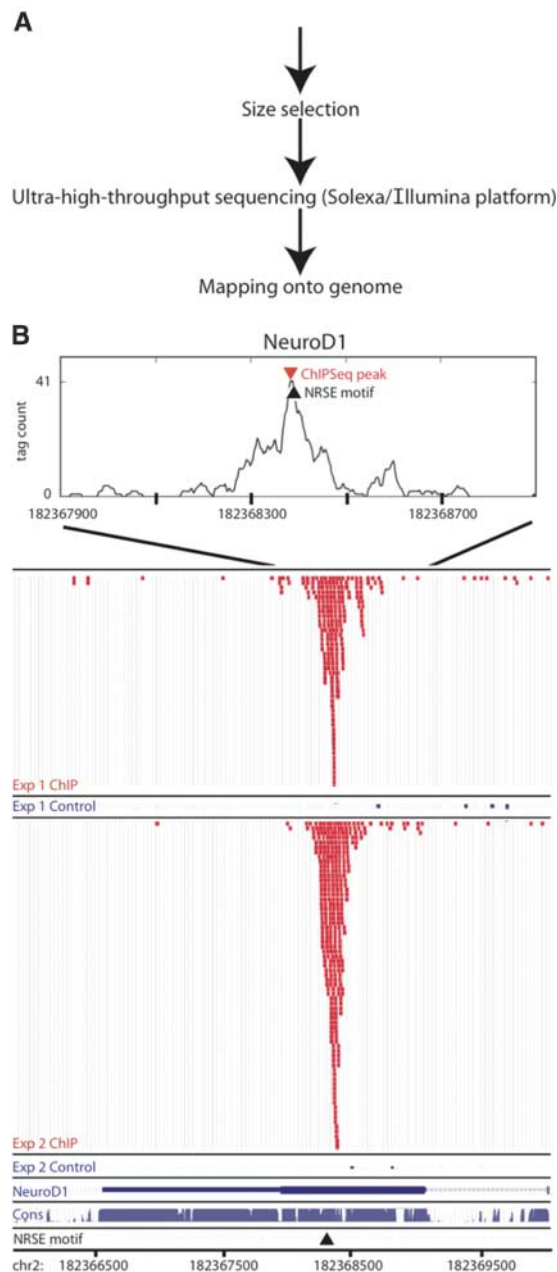 A
Size selection
Ultra-high-throughput sequencing (Solexa/Illumina platform)
Mapping onto genome
B
NeuroD1
41
ChIPSeq peak
NRSE motif
tag count
0
182367900 182368300 182368700
Exp 1 ChIP
Exp 1 Control
Exp 2 ChIP
Exp 2 Control
NeuroD1
Cons
NRSE motif
chr2: 182366500 182367500 182368500 182369500